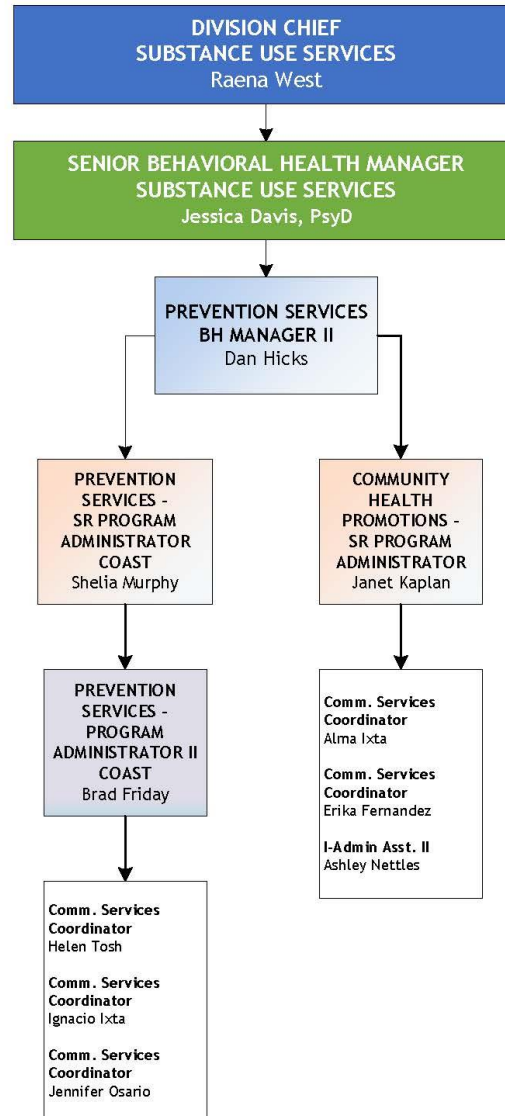 DIVISION CHIEF
SUBSTANCE USE SERVICES
Raena West
SENIOR BEHAVIORAL HEALTH MANAGER
SUBSTANCE USE SERVICES
Jessica Davis, PsyD
PREVENTION SERVICES
BH MANAGER II
Dan Hicks
PREVENTION
SERVICES –
SR PROGRAM
ADMINISTRATOR
COAST
Shelia Murphy
COMMUNITY
HEALTH
PROMOTIONS –
SR PROGRAM
ADMINISTRATOR
Janet Kaplan
PREVENTION
SERVICES –
PROGRAM
ADMINISTRATOR II
COAST
Brad Friday
Comm. Services
Coordinator
Alma Ixta
Comm. Services
Coordinator
Erika Fernandez
I-Admin Asst. II
Ashley Nettles
Comm. Services
Coordinator
Helen Tosh
Comm. Services
Coordinator
Ignacio Ixta
Comm. Services
Coordinator
Jennifer Osario